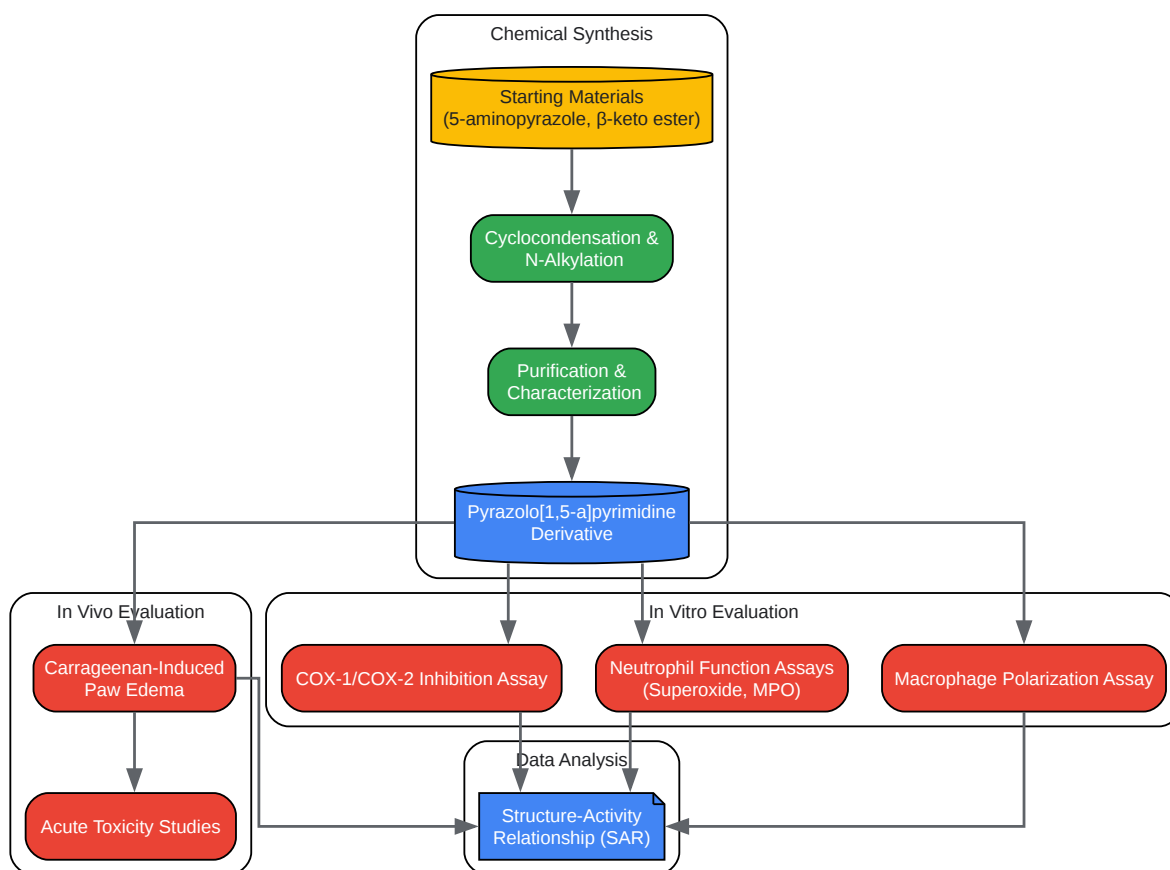 Chemical Synthesis
Starting Materials
(5-aminopyrazole, β-keto ester)
Cyclocondensation &
N-Alkylation
Purification &
Characterization
Pyrazolo[1,5-a]pyrimidine
Derivative
In Vivo Evaluation
In Vitro Evaluation
Carrageenan-Induced
Paw Edema
COX-1/COX-2 Inhibition Assay
Neutrophil Function Assays
(Superoxide, MPO)
Macrophage Polarization Assay
Data Analysis
Acute Toxicity Studies
Structure-Activity
Relationship (SAR)